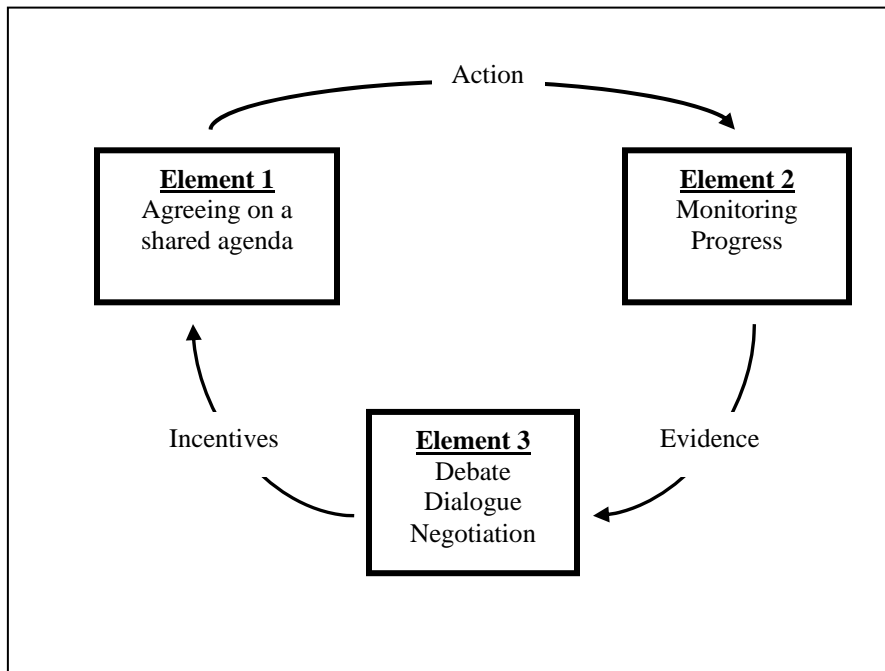 Action
Element 1
Agreeing on a
shared agenda
Element 2
Monitoring
Progress
Incentives
Evidence
Element 3
Debate
Dialogue
Negotiation